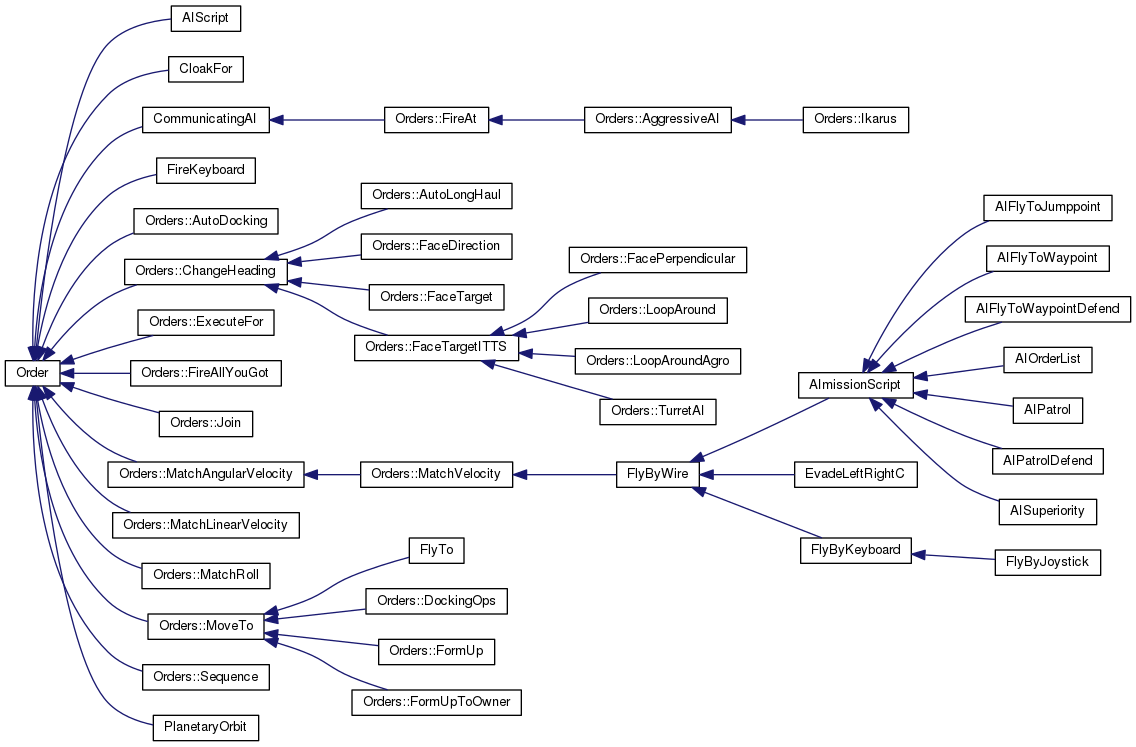 AIScript
CloakFor
CommunicatingAI
Orders::FireAt
Orders::AggressiveAI
Orders::Ikarus
FireKeyboard
Orders::AutoLongHaul
AIFlyToJumppoint
Orders::AutoDocking
Orders::FaceDirection
Orders::FacePerpendicular
AIFlyToWaypoint
Orders::ChangeHeading
Orders::FaceTarget
Orders::LoopAround
AIFlyToWaypointDefend
Orders::ExecuteFor
Orders::FaceTargetITTS
Orders::LoopAroundAgro
AIOrderList
Order
Orders::FireAllYouGot
AImissionScript
Orders::TurretAI
AIPatrol
Orders::Join
AIPatrolDefend
Orders::MatchAngularVelocity
Orders::MatchVelocity
FlyByWire
EvadeLeftRightC
AISuperiority
Orders::MatchLinearVelocity
FlyTo
FlyByKeyboard
FlyByJoystick
Orders::MatchRoll
Orders::DockingOps
Orders::MoveTo
Orders::FormUp
Orders::Sequence
Orders::FormUpToOwner
PlanetaryOrbit